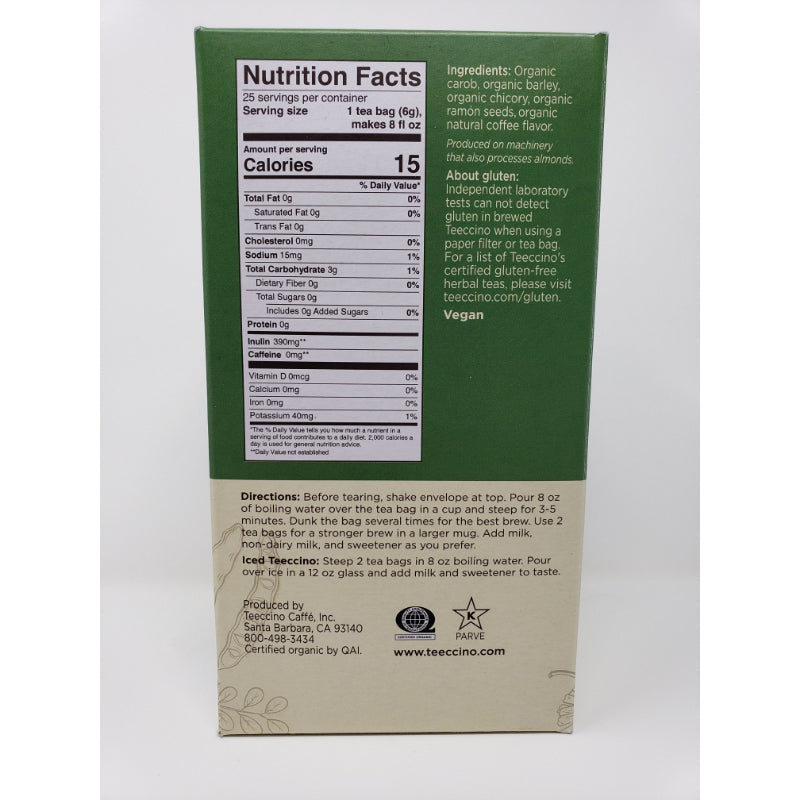 Nutrition Facts
25 servings per container
Serving size 1 tea bag (6g),
makes 8 fl oz
Amount per serving
Calories 15
% Daily Value*
Total Fat 0g 0%
Saturated Fat 0g 0%
Trans Fat 0g
Cholesterol 0mg 0%
Sodium 15mg 1%
Total Carbohydrate 3g 1%
Dietary Fiber 0g 0%
Total Sugars 0g
Includes 0g Added Sugars 0%
Protein 0g
Inulin 390mg**
Caffeine 0mg**
Vitamin D 0mcg 0%
Calcium 0mg 0%
Iron 0mg 0%
Potassium 40mg 1%
*The % Daily Value tells you how much a nutrient in a
serving of food contributes to a daily diet. 2,000 calories a
day is used for general nutrition advice.
**Daily Value not established
Ingredients: Organic
carob, organic barley,
organic chicory, organic
ramón seeds, organic
natural coffee flavor.
Produced on machinery
that also processes almonds.
About gluten:
Independent laboratory
tests can not detect
gluten in brewed
Teeccino when using a
paper filter or tea bag.
For a list of Teeccino's
certified gluten-free
herbal teas, please visit
teeccino.com/gluten.
Vegan
Directions: Before tearing, shake envelope at top. Pour 8 oz
of boiling water over the tea bag in a cup and steep for 3-5
minutes. Dunk the bag several times for the best brew. Use 2
tea bags for a stronger brew in a larger mug. Add milk,
non-dairy milk, and sweetener as you prefer.
Iced Teeccino: Steep 2 tea bags in 8 oz boiling water. Pour
over ice in a 12 oz glass and add milk and sweetener to taste.
Produced by
Teeccino Caffé, Inc.
Santa Barbara, CA 93140
800-498-3434
Certified organic by QAI.
CERTIFIED ORGANIC
K
PARVE
www.teeccino.com